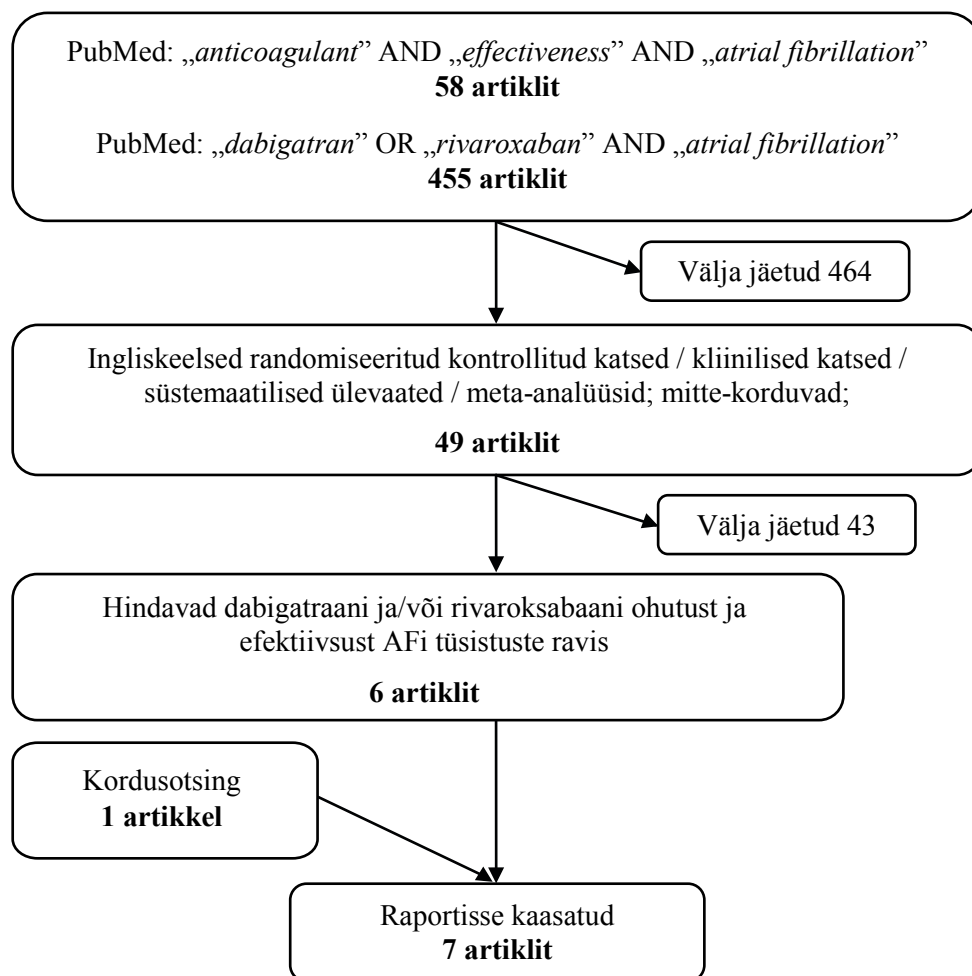 PubMed: „anticoagulant” AND „effectiveness” AND „atrial fibrillation”
58 artiklit
PubMed: „dabigatran” OR „rivaroxaban” AND „atrial fibrillation”
455 artiklit
Välja jäetud 464
Ingliskeelsed randomiseeritud kontrollitud katsed / kliinilised katsed /
süstemaatilised ülevaated / meta-analüüsid; mitte-korduvad;
49 artiklit
Välja jäetud 43
Hindavad dabigatraani ja/või rivaroksabaani ohutust ja
efektiivsust AFi tüsistuste ravis
6 artiklit
Kordusotsing
1 artikkel
Raportisse kaasatud
7 artiklit